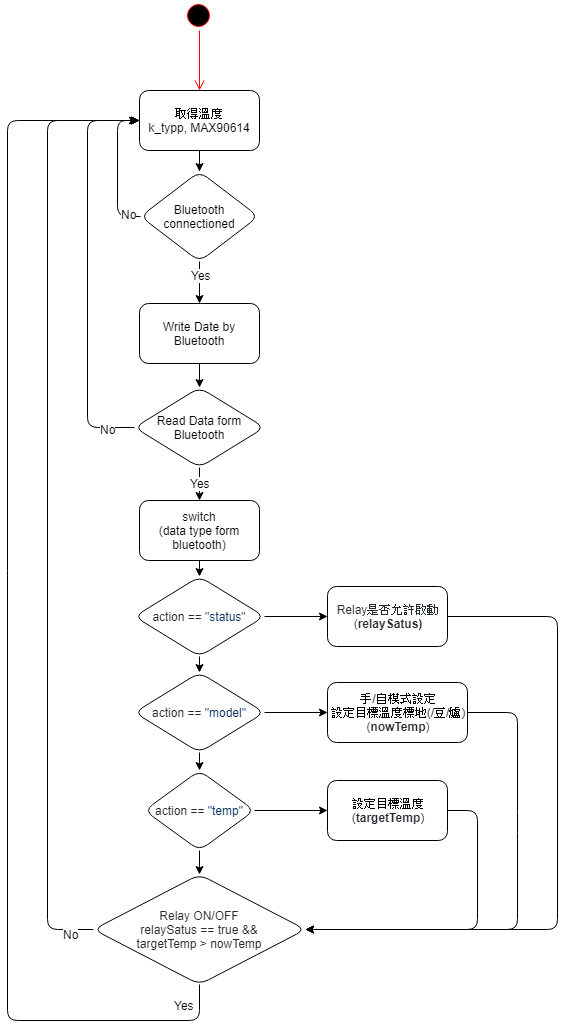 取得溫度
k_typp, MAX90614
Bluetooth
connectioned
No
Yes
Write Date by
Bluetooth
Read Data form
Bluetooth
No
Yes
switch
(data type form
bluetooth)
action == "status"
Relay是否允許啟動
(relaySatus)
action == "model"
手/自模式設定
設定目標溫度標地(/豆/爐)
(nowTemp)
action == "temp"
設定目標溫度
(targetTemp)
Relay ON/OFF
relaySatus == true &&
targetTemp > nowTemp
No
Yes